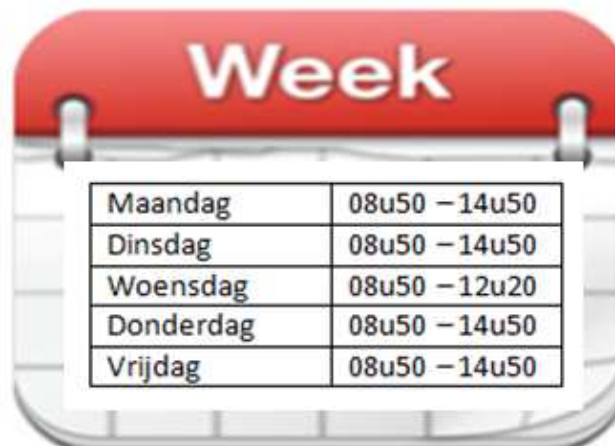 Week
Maandag 08u50 – 14u50
Dinsdag 08u50 – 14u50
Woensdag 08u50 – 12u20
Donderdag 08u50 – 14u50
Vrijdag 08u50 – 14u50